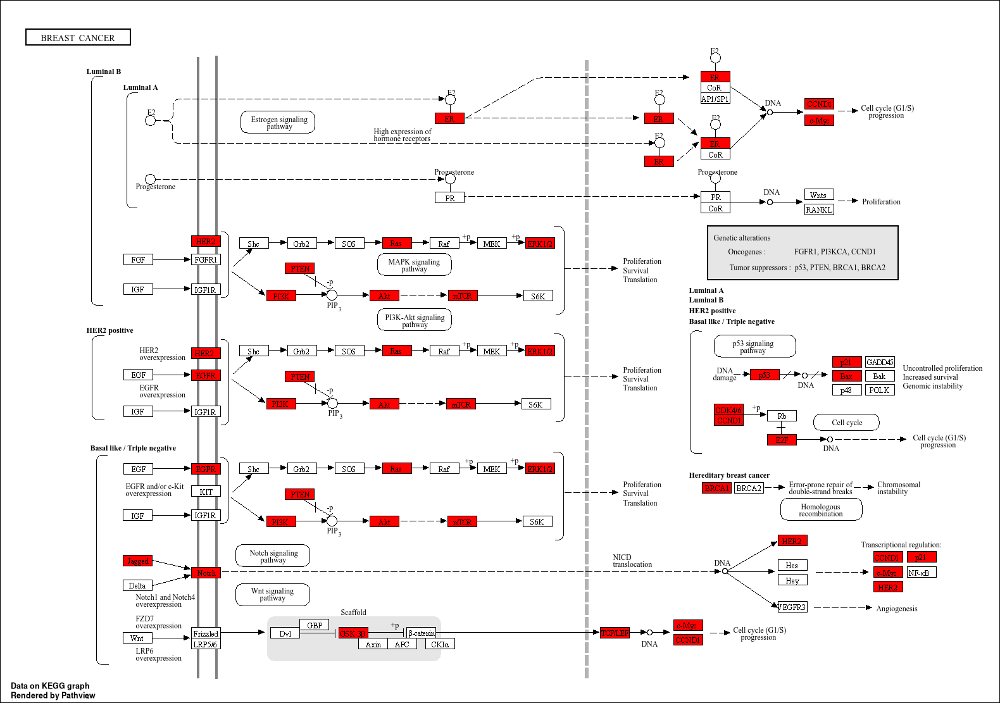 BREAST CANCER
Luminal B
Luminal A
E2
Estrogen signaling
pathway
E2
ER
High expression of
hormone receptors
E2
ER
E2
ER
E2
ER
CoR
AP1/SP1
E2
ER
CoR
DNA
CCND1
c-Myc
Cell cycle (G1/S)
progression
Progesterone
Progesterone
PR
Progesterone
PR
CoR
DNA
Wnts
RANKL
Proliferation
HER2
FGF
FGFR1
IGF
IGF1R
Shc
Grb2
SOS
Ras
Raf
+p
MEK
+p
ERK1/2
MAPK signaling
pathway
PTEN
-p
PI3K
PIP3
Akt
mTOR
S6K
PI3K-Akt signaling
pathway
Proliferation
Survival
Translation
Genetic alterations
Oncogenes : FGFR1, PI3KCA, CCND1
Tumor suppressors : p53, PTEN, BRCA1, BRCA2
HER2 positive
HER2
overexpression
HER2
EGF
EGFR
EGFR
overexpression
IGF
IGF1R
Shc
Grb2
SOS
Ras
Raf
+p
MEK
+p
ERK1/2
PTEN
-p
PI3K
PIP3
Akt
mTOR
S6K
Proliferation
Survival
Translation
Luminal A
Luminal B
HER2 positive
Basal like / Triple negative
p53 signaling
pathway
DNA
damage
p53
DNA
p21
GADD45
Bax
Bak
p48
POLK
Uncontrolled proliferation
Increased survival
Genomic instability
CDK4/6
CCND1
+p
Rb
E2F
Cell cycle
DNA
Cell cycle (G1/S)
progression
Basal like / Triple negative
EGF
EGFR
EGFR and/or c-Kit
overexpression
KIT
IGF
IGF1R
Shc
Grb2
SOS
Ras
Raf
+p
MEK
+p
ERK1/2
PTEN
-p
PI3K
PIP3
Akt
mTOR
S6K
Proliferation
Survival
Translation
Hereditary breast cancer
BRCA1
BRCA2
Error-prone repair of
double-strand breaks
Chromosomal
instability
Homologous
recombination
Jagged
Delta
Notch
Notch1 and Notch4
overexpression
Notch signaling
pathway
NICD
translocation
DNA
HER2
Hes
Hey
VEGFR3
Transcriptional regulation:
CCND1
p21
c-Myc
NF-κB
HER2
Angiogenesis
Wnt signaling
pathway
FZD7
overexpression
Wnt
Frizzled
LRP5/6
LRP6
overexpression
Scaffold
Dvl
GBP
GSK-3β
+p
β-catenin
Axin
APC
CKIα
TCF/LEF
DNA
c-Myc
CCND1
Cell cycle (G1/S)
progression
Data on KEGG graph
Rendered by Pathview